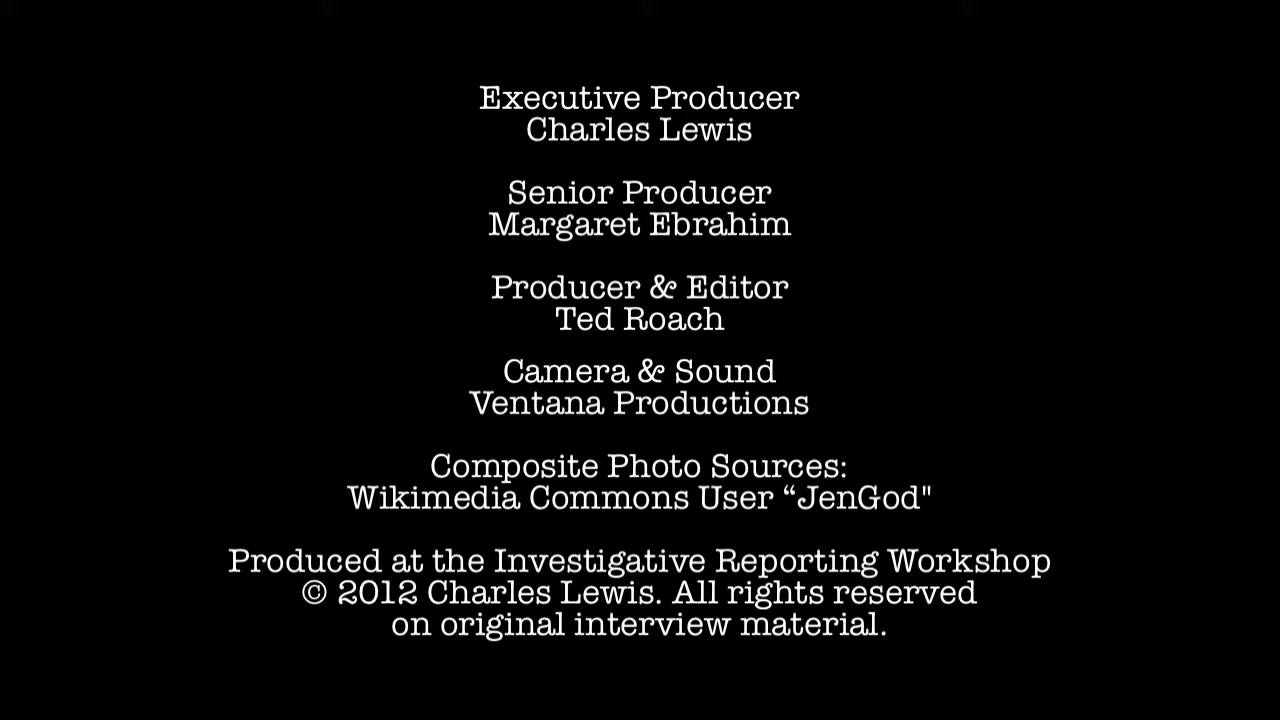 Executive Producer
Charles Lewis
Senior Producer
Margaret Ebrahim
Producer & Editor
Ted Roach
Camera & Sound
Ventana Productions
Composite Photo Sources:
Wikimedia Commons User “JenGod"
Produced at the Investigative Reporting Workshop
© 2012 Charles Lewis. All rights reserved
on original interview material.